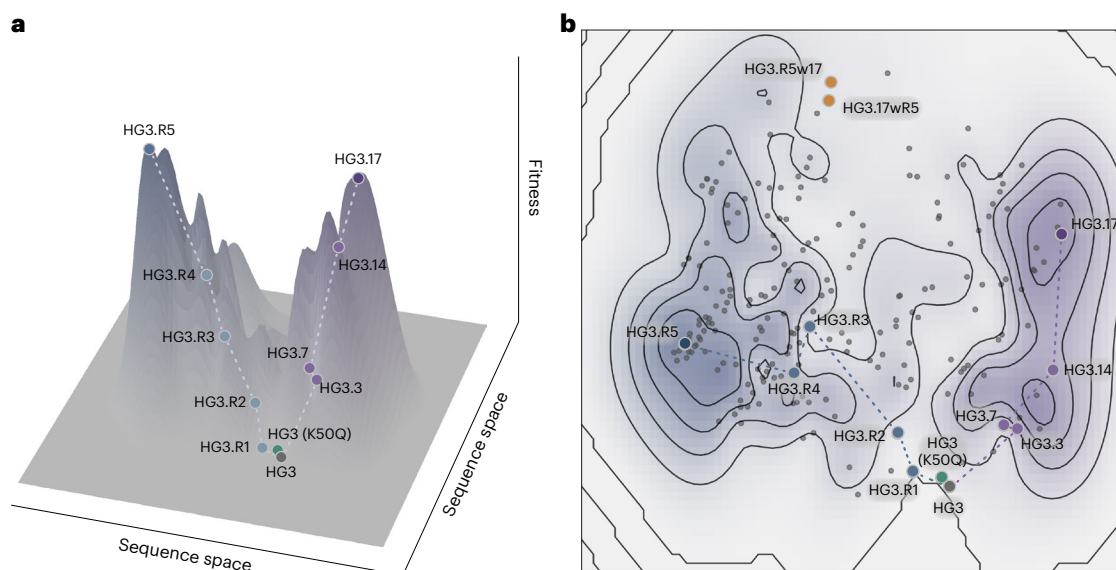 a
HG3.R5
HG3.17
HG3.14
HG3.R4
HG3.R3
HG3.7
HG3.3
HG3.R2
HG3 (K50Q)
HG3.R1
HG3
Fitness
Sequence space
Sequence space
b
HG3.R5w17
HG3.17wR5
HG3.17
HG3.R3
HG3.R5
HG3.14
HG3.R4
HG3.7
HG3.R2
HG3
(K50Q)
HG3.3
HG3.R1
HG3